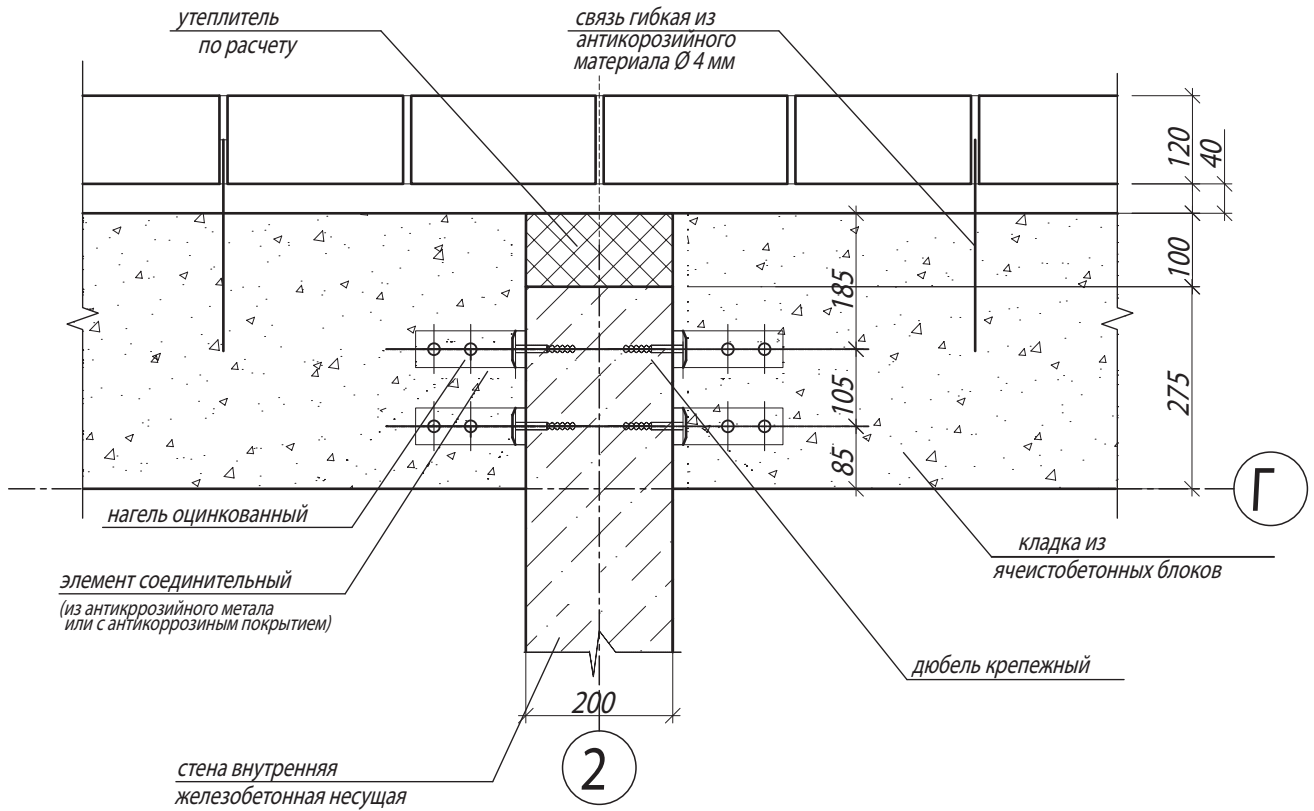 утеплитель
по расчету
связь гибкая из
антикорозийного
материала Ø 4 мм
120
40
100
185
105
85
275
Г
нагель оцинкованный
элемент соединительный
(из антикррозийного метала
или с антикоррозиным покрытием)
кладка из
ячеистобетонных блоков
дюбель крепежный
200
2
стена внутренняя
железобетонная несущая